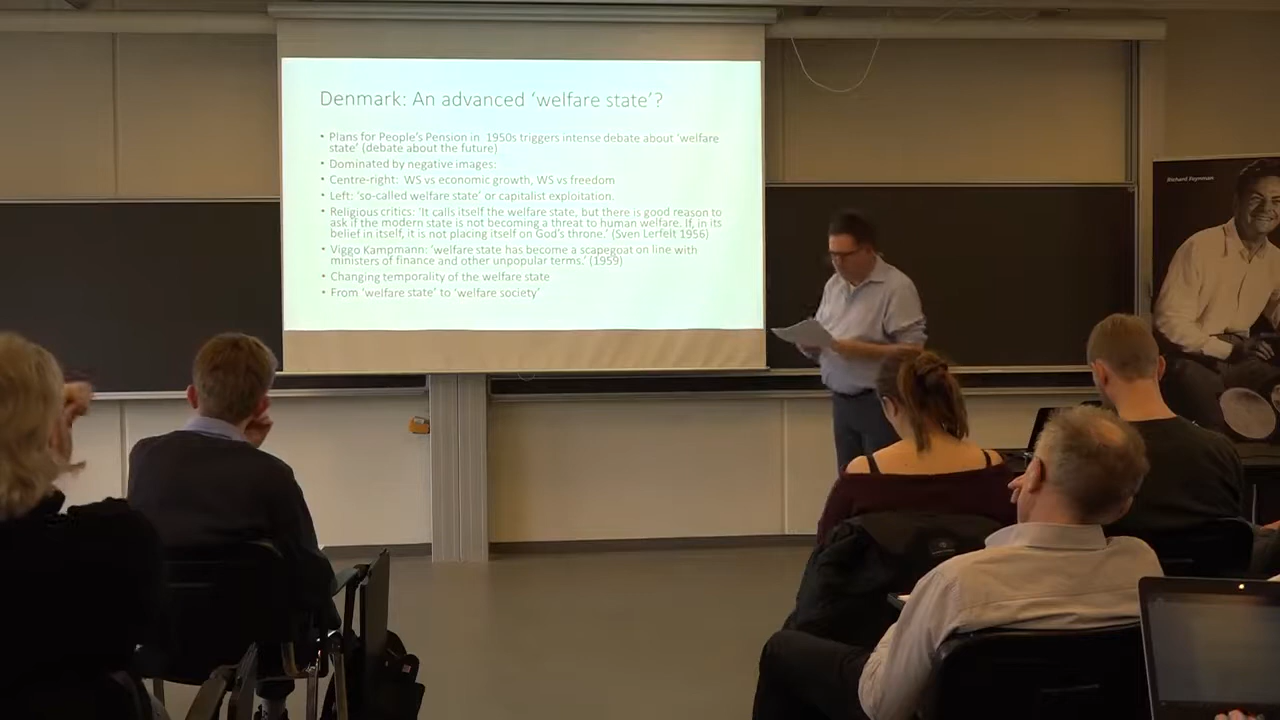 Denmark: An advanced ‘welfare state’?
• Plans for People’s Pension in 1950s triggers intense debate about ‘welfare
state’ (debate about the future)
• Dominated by negative images:
• Centre-right: WS vs economic growth, WS vs freedom
• Left: ‘so-called welfare state’ or capitalist exploitation.
• Religious critics: ‘It calls itself the welfare state, but there is good reason to
ask if the modern state is not becoming a threat to human welfare. If, in its
belief in itself, it is not placing itself on God’s throne.’ (Sven Lerfelt 1956)
• Viggo Kampmann: ‘welfare state has become a scapegoat on line with
ministers of finance and other unpopular terms.’ (1959)
• Changing temporality of the welfare state
• From ‘welfare state’ to ‘welfare society’
Richard Feynman